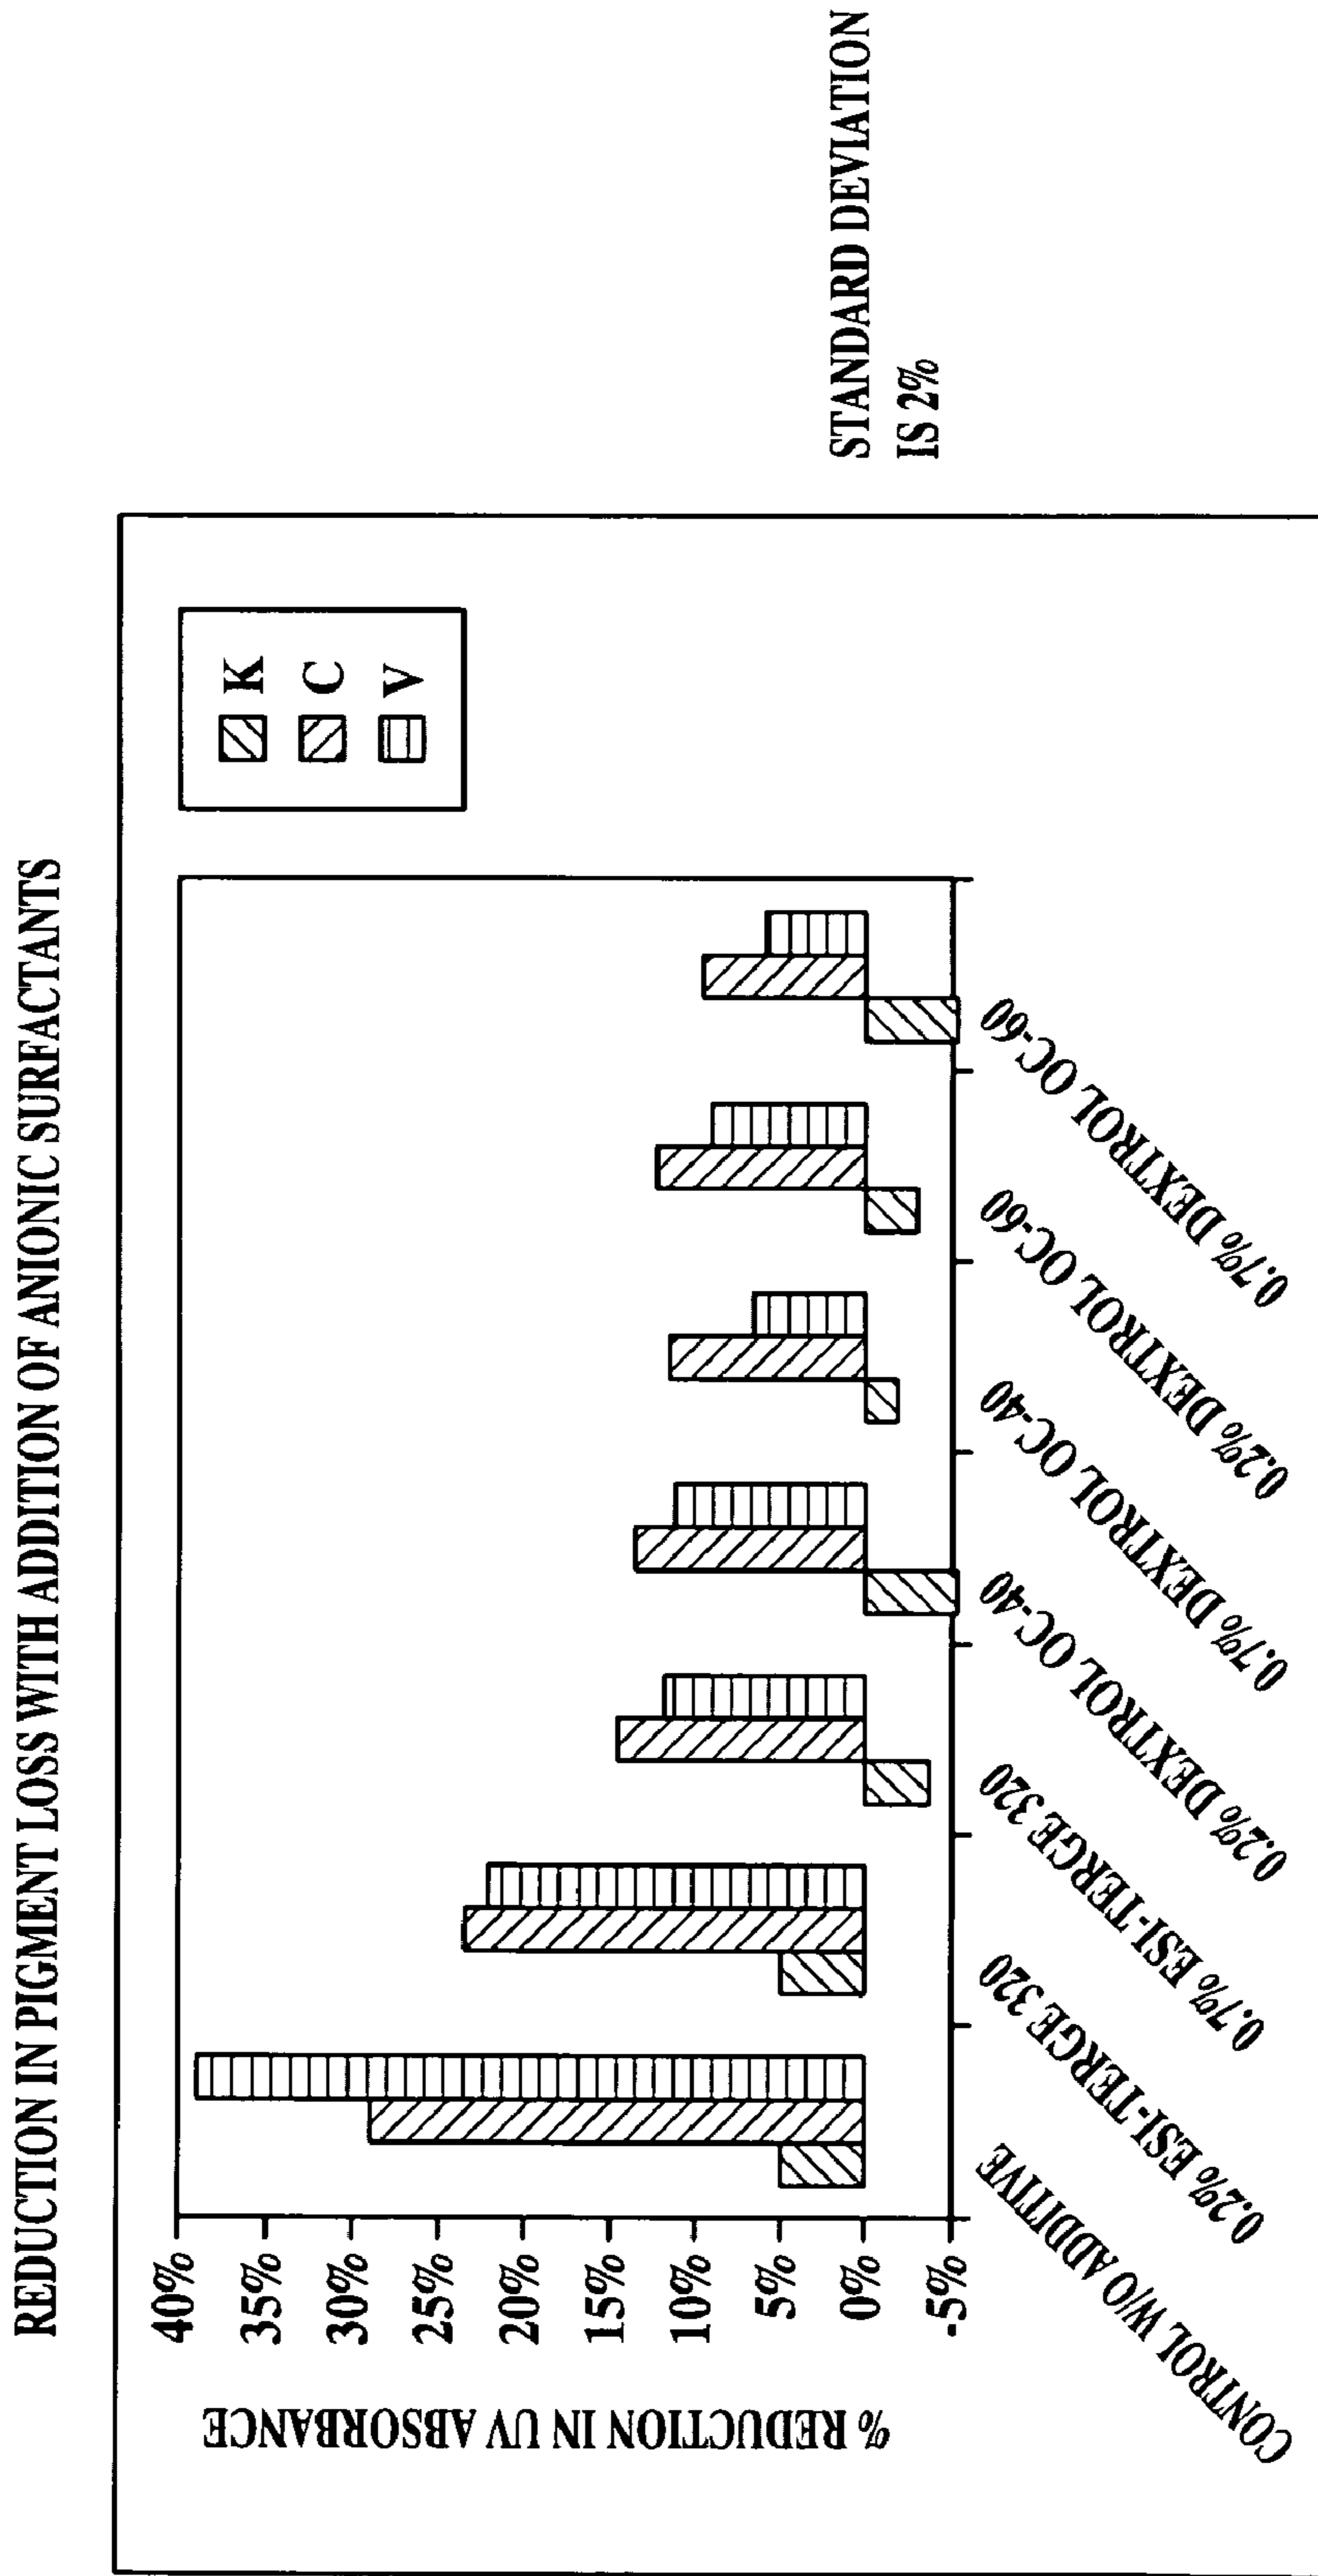 REDUCTION IN PIGMENT LOSS WITH ADDITION OF ANIONIC SURFACTANTS
% REDUCTION IN UV ABSORBANCE
40%
35%
30%
25%
20%
15%
10%
5%
0%
-5%
CONTROL W/O ADDITIVE
0.2% ESI-TERGE 320
0.7% ESI-TERGE 320
0.2% DEXTROL OC-40
0.7% DEXTROL OC-40
0.2% DEXTROL OC-60
0.7% DEXTROL OC-60
K
C
V
STANDARD DEVIATION
IS 2%